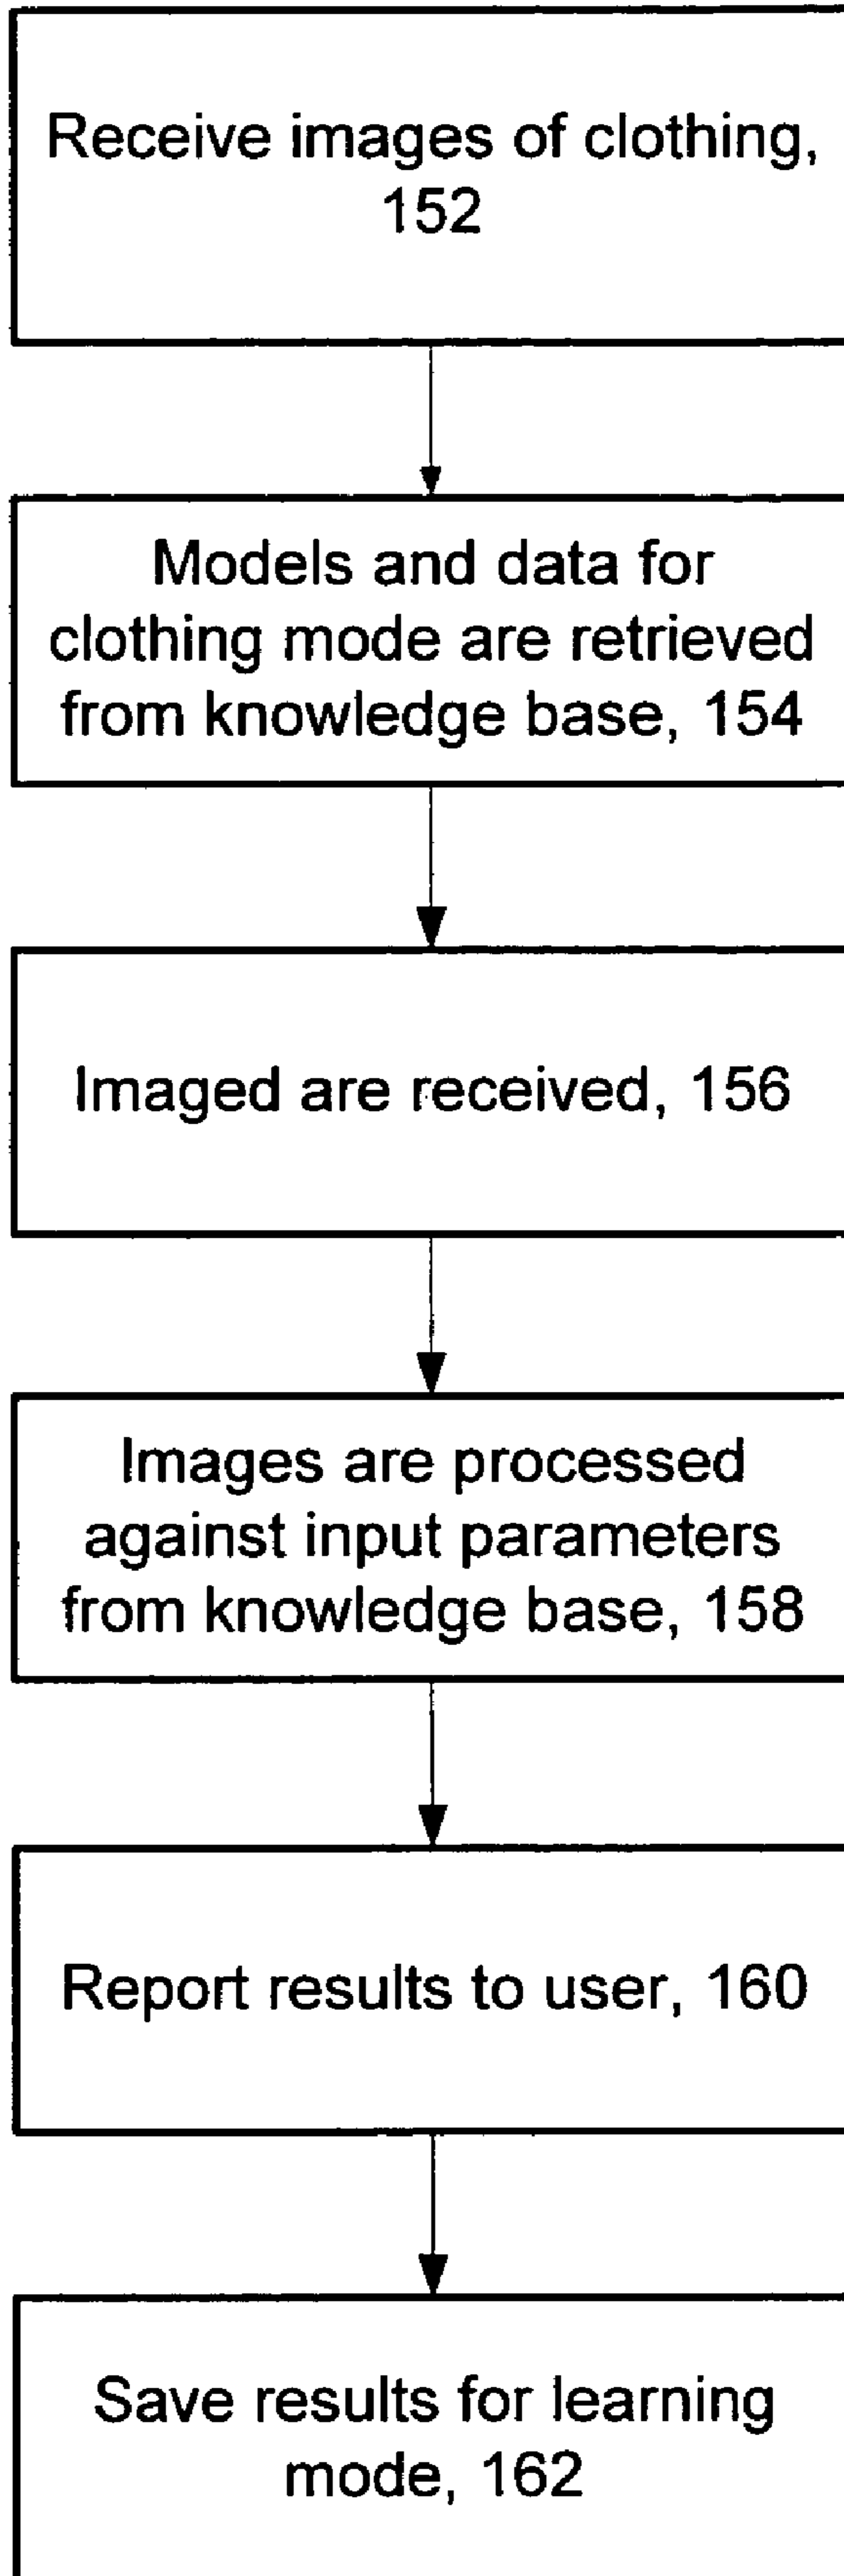 Receive images of clothing,
152
Models and data for
clothing mode are retrieved
from knowledge base, 154
Imaged are received, 156
Images are processed
against input parameters
from knowledge base, 158
Report results to user, 160
Save results for learning
mode, 162